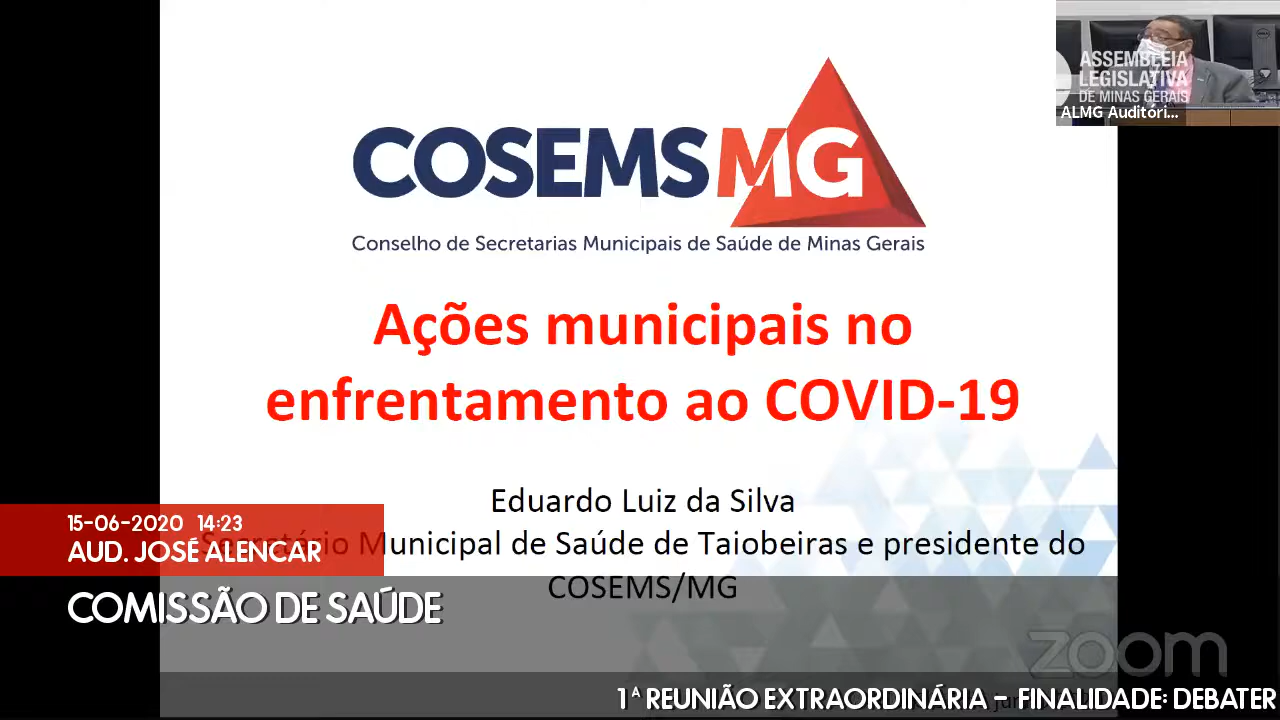 COSEMSMG
Conselho de Secretarias Municipais de Saúde de Minas Gerais
ASSEMBLEIA
LEGISLATIVA
DE MINAS GERAIS
ALMG Auditóri...
Ações municipais no
enfrentamento ao COVID-19
Eduardo Luiz da Silva
Secretário Municipal de Saúde de Taiobeiras e presidente do
COSEMS/MG
15-06-2020 14:23
AUD. JOSÉ ALENCAR
COMISSÃO DE SAÚDE
zoom
1ª REUNIÃO EXTRAORDINÁRIA - FINALIDADE: DEBATER